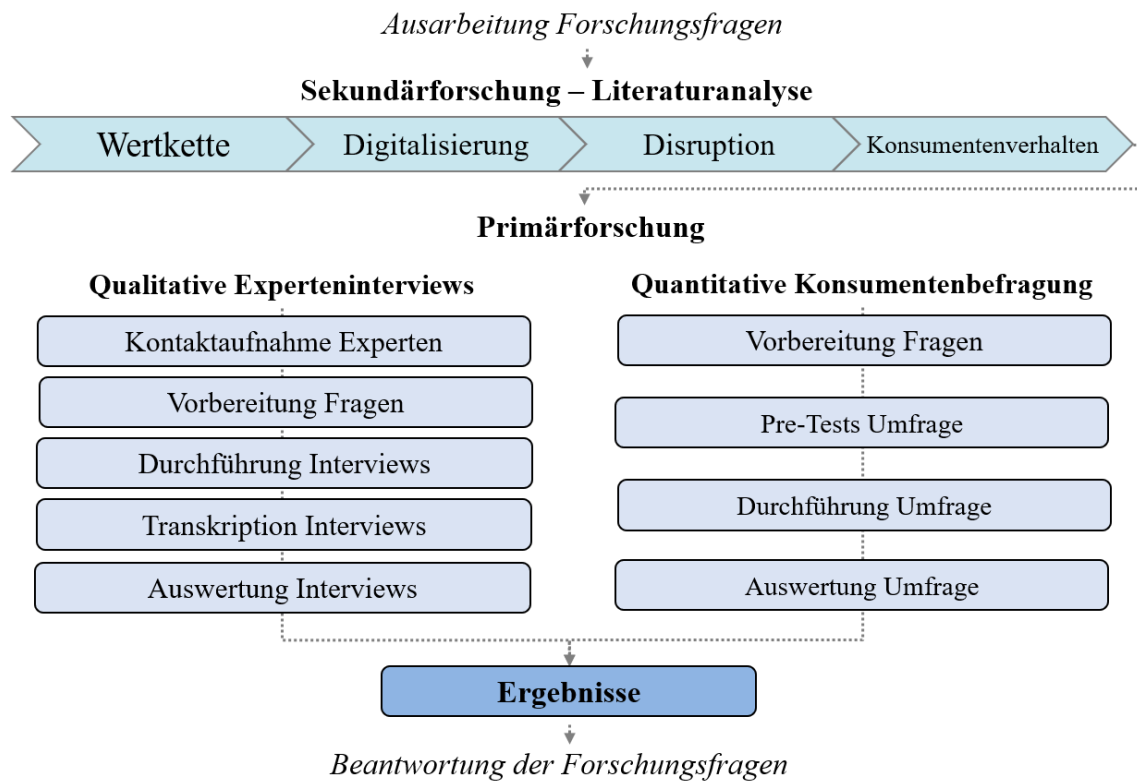 Ausarbeitung Forschungsfragen
Sekundärforschung – Literaturanalyse
Wertkette
Digitalisierung
Disruption
Konsumentenverhalten
Primärforschung
Qualitative Experteninterviews
Kontaktaufnahme Experten
Vorbereitung Fragen
Durchführung Interviews
Transkription Interviews
Auswertung Interviews
Quantitative Konsumentenbefragung
Vorbereitung Fragen
Pre-Tests Umfrage
Durchführung Umfrage
Auswertung Umfrage
Ergebnisse
Beantwortung der Forschungsfragen